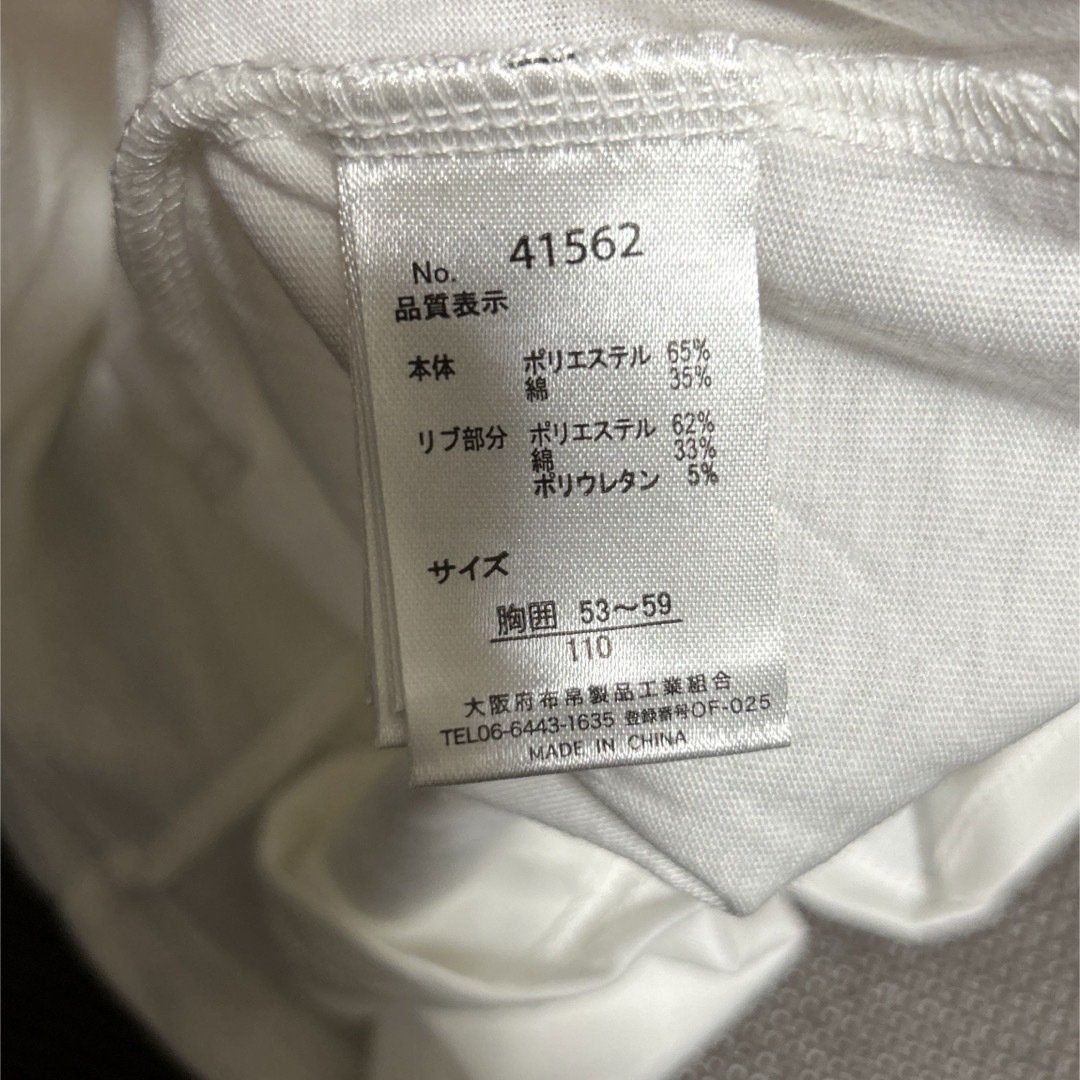 No. 41562
品質表示
本体 ポリエステル 65%
綿 35%
リブ部分 ポリエステル 62%
綿 33%
ポリウレタン 5%
サイズ
胸囲 53〜59
110
大阪府布帛製品工業組合
TEL06-6443-1635 登録番号OF-025
MADE IN CHINA